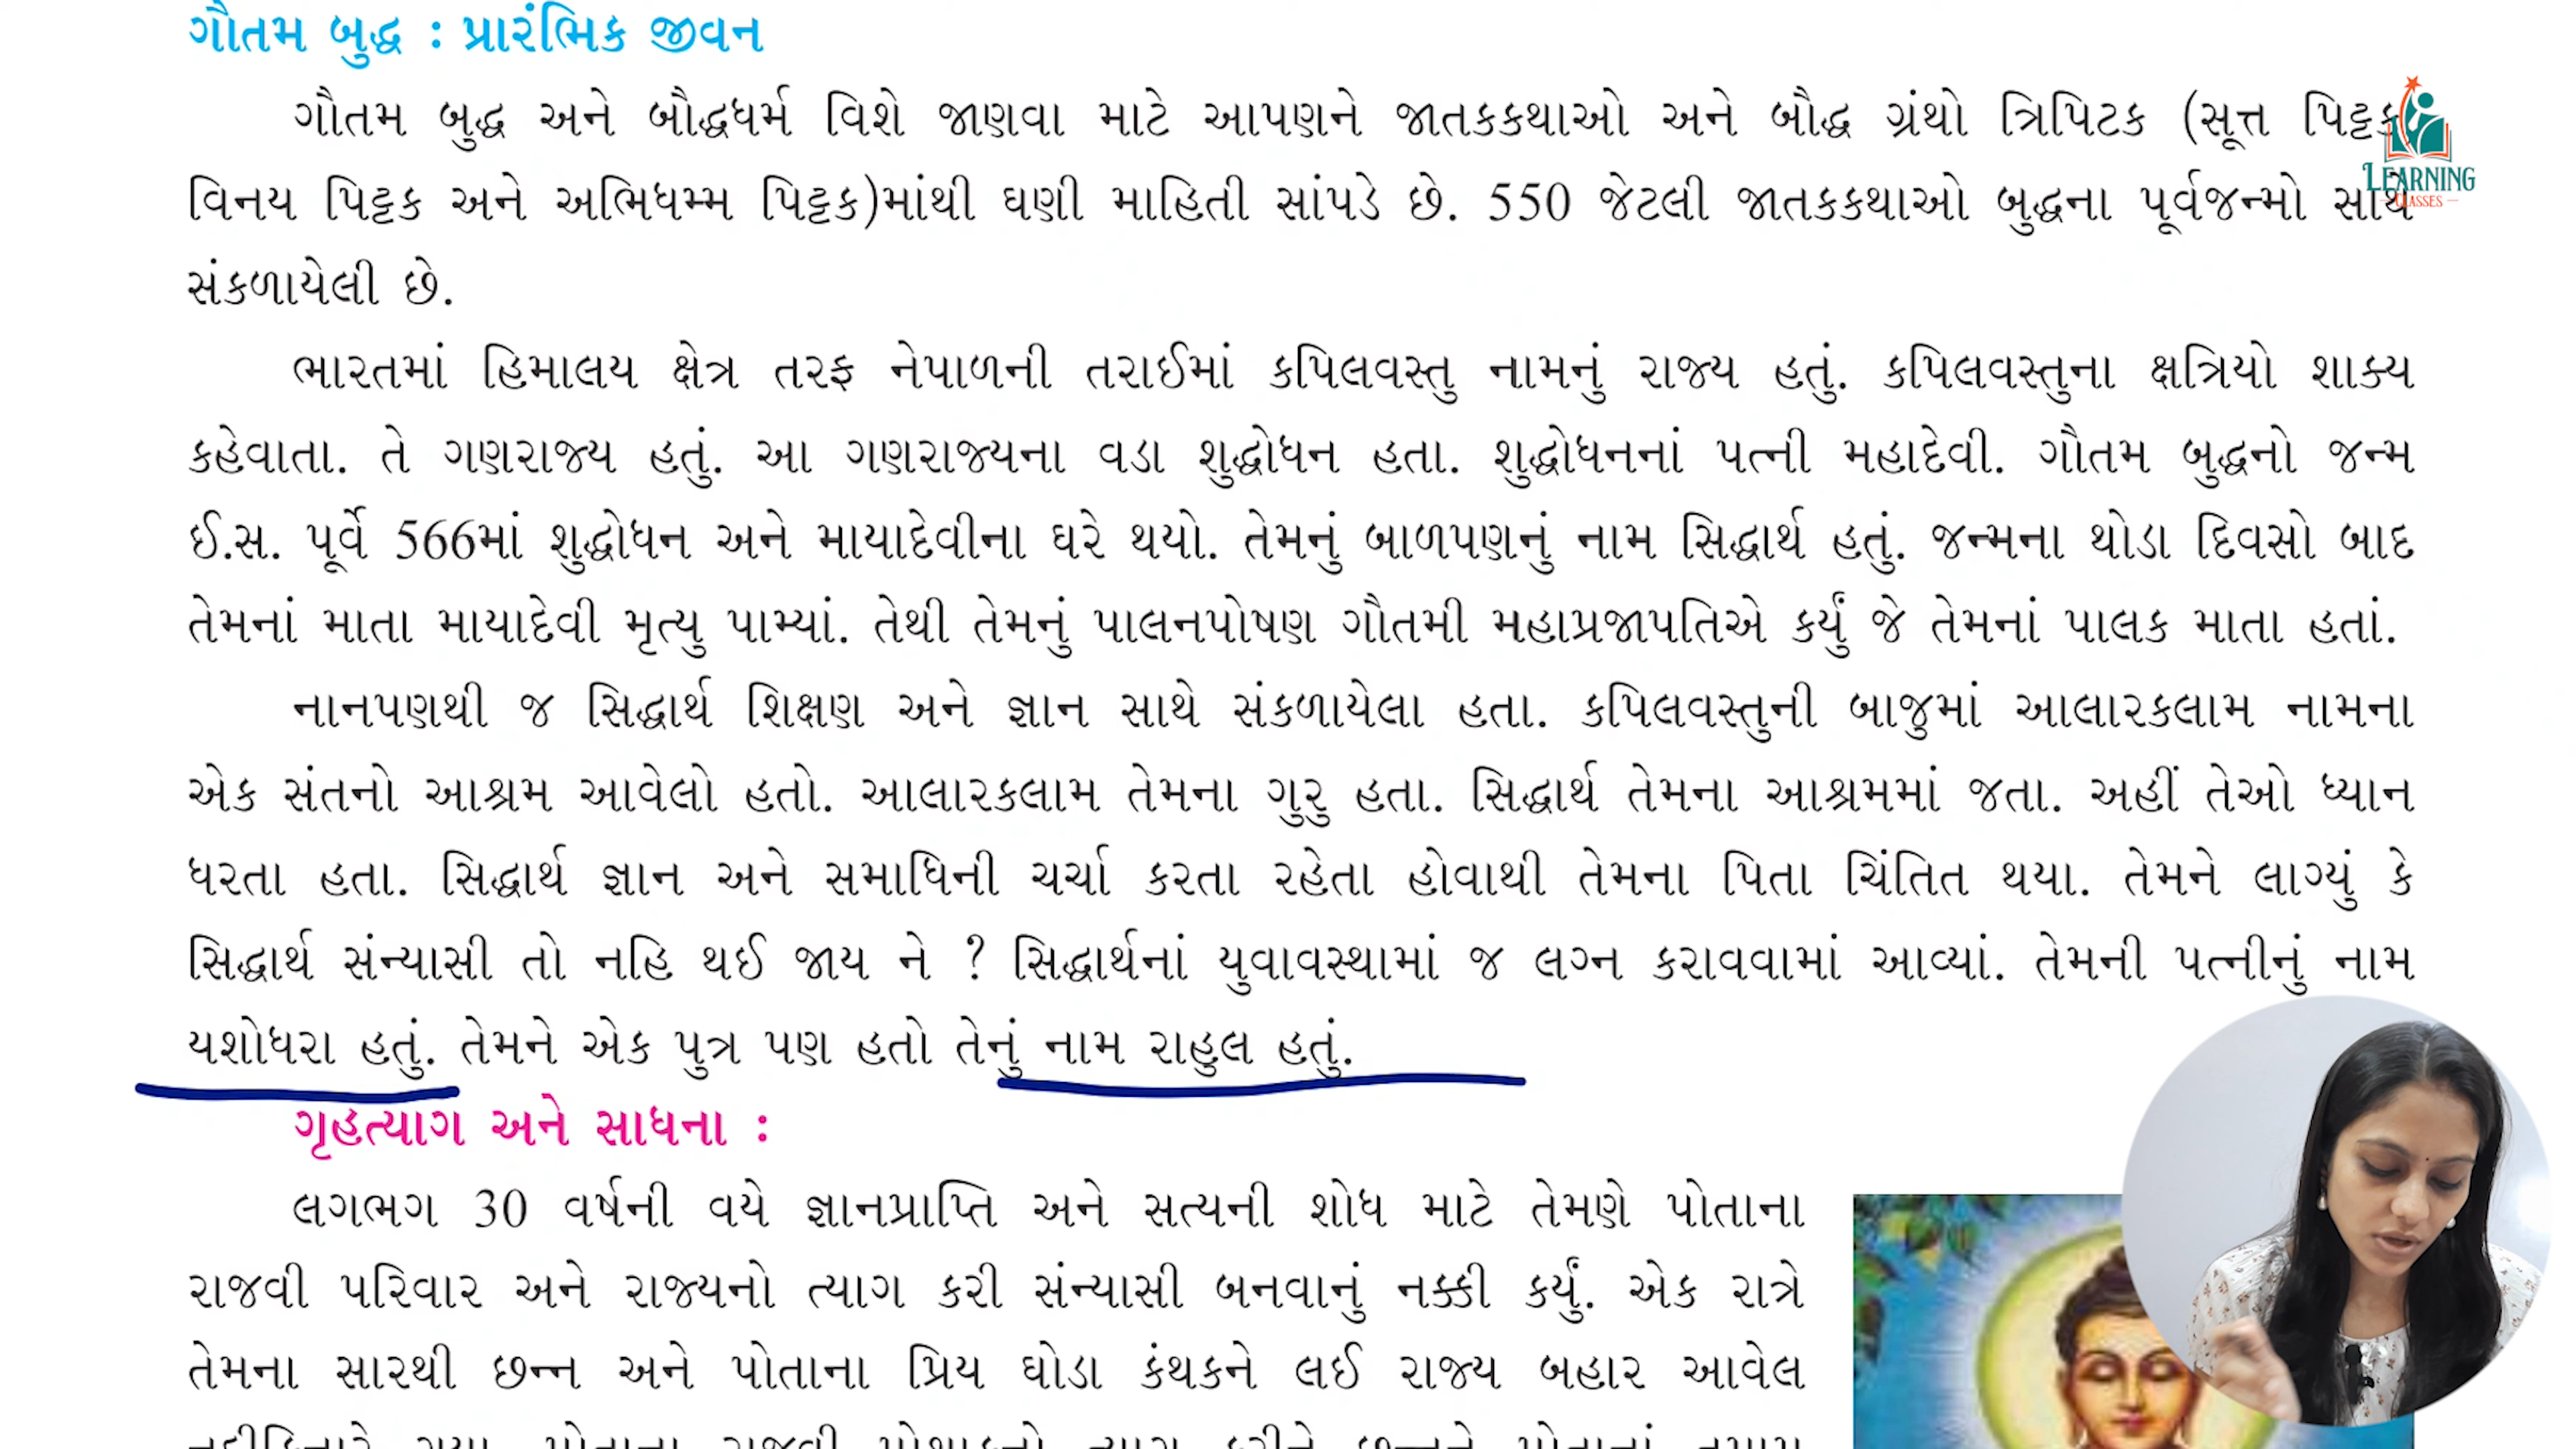 ગૌતમ બુદ્ધ : પ્રારંભિક જીવન
ગૌતમ બુદ્ધ અને બૌદ્ધધર્મ વિશે જાણવા માટે આપણને જાતકકથાઓ અને બૌદ્ધ ગ્રંથો ત્રિપિટક (સૂત્ત પિટ્ટક
LEARNING
CLASSES
વિનય પિટ્ટક અને અભિધમ્મ પિટ્ટક)માંથી ઘણી માહિતી સાંપડે છે. 550 જેટલી જાતકકથાઓ બુદ્ધના પૂર્વજન્મો સાથે
સંકળાયેલી છે.
ભારતમાં હિમાલય ક્ષેત્ર તરફ નેપાળની તરાઈમાં કપિલવસ્તુ નામનું રાજ્ય હતું. કપિલવસ્તુના ક્ષત્રિયો શાક્ય
કહેવાતા. તે ગણરાજ્ય હતું. આ ગણરાજ્યના વડા શુદ્ધોધન હતા. શુદ્ધોધનનાં પત્ની મહાદેવી. ગૌતમ બુદ્ધનો જન્મ
ઈ.સ. પૂર્વે 566માં શુદ્ધોધન અને માયાદેવીના ઘરે થયો. તેમનું બાળપણનું નામ સિદ્ધાર્થ હતું. જન્મના થોડા દિવસો બાદ
તેમનાં માતા માયાદેવી મૃત્યુ પામ્યાં. તેથી તેમનું પાલનપોષણ ગૌતમી મહાપ્રજાપતિએ કર્યું જે તેમનાં પાલક માતા હતાં.
નાનપણથી જ સિદ્ધાર્થ શિક્ષણ અને જ્ઞાન સાથે સંકળાયેલા હતા. કપિલવસ્તુની બાજુમાં આલારકલામ નામના
એક સંતનો આશ્રમ આવેલો હતો. આલારકલામ તેમના ગુરુ હતા. સિદ્ધાર્થ તેમના આશ્રમમાં જતા. અહીં તેઓ ધ્યાન
ધરતા હતા. સિદ્ધાર્થ જ્ઞાન અને સમાધિની ચર્ચા કરતા રહેતા હોવાથી તેમના પિતા ચિંતિત થયા. તેમને લાગ્યું કે
સિદ્ધાર્થ સંન્યાસી તો નહિ થઈ જાય ને ? સિદ્ધાર્થનાં યુવાવસ્થામાં જ લગ્ન કરાવવામાં આવ્યાં. તેમની પત્નીનું નામ
યશોધરા હતું. તેમને એક પુત્ર પણ હતો તેનું નામ રાહુલ હતું.
ગૃહત્યાગ અને સાધના :
લગભગ 30 વર્ષની વયે જ્ઞાનપ્રાપ્તિ અને સત્યની શોધ માટે તેમણે પોતાના
રાજવી પરિવાર અને રાજ્યનો ત્યાગ કરી સંન્યાસી બનવાનું નક્કી કર્યું. એક રાત્રે
તેમના સારથી છન્ન અને પોતાના પ્રિય ઘોડા કંથકને લઈ રાજ્ય બહાર આવેલ